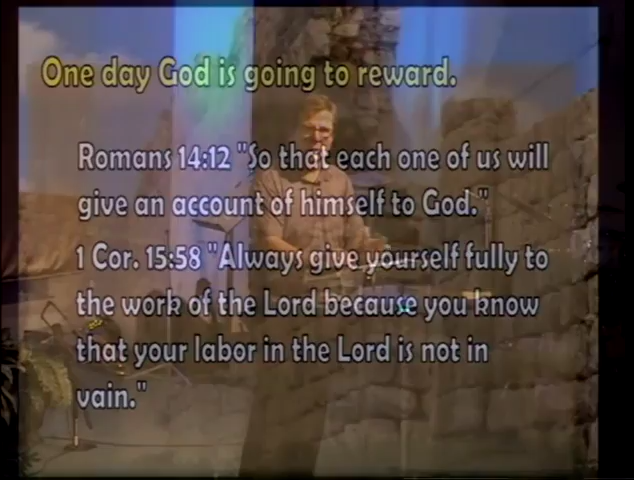 One day God is going to reward.
Romans 14:12 "So that each one of us will
give an account of himself to God."
1 Cor. 15:58 "Always give yourself fully to
the work of the Lord because you know
that your labor in the Lord is not in
vain."